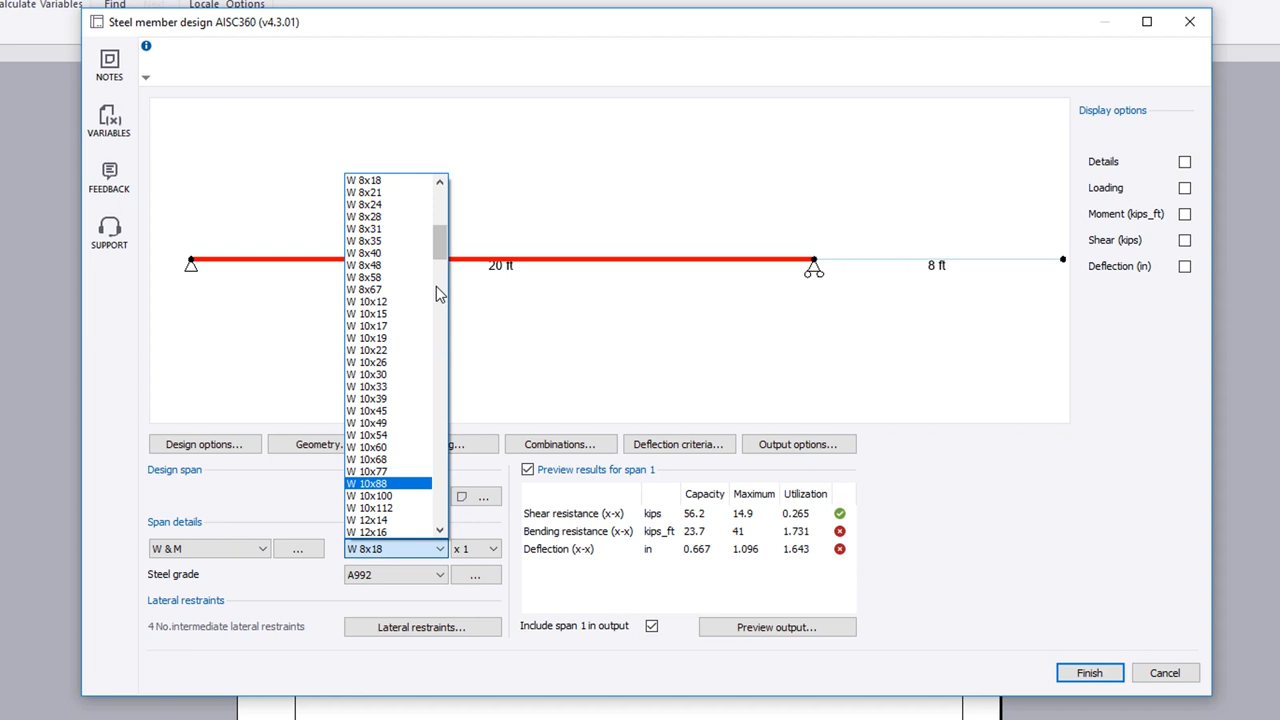 alculate Variables Find Next Locale Options
Steel member design AISC360 (v4.3.01)
NOTES
VARIABLES
FEEDBACK
SUPPORT
Display options
Details
Loading
Moment (kips_ft)
Shear (kips)
Deflection (in)
20 ft
8 ft
W 8x18
W 8x21
W 8x24
W 8x28
W 8x31
W 8x35
W 8x40
W 8x48
W 8x58
W 8x67
W 10x12
W 10x15
W 10x17
W 10x19
W 10x22
W 10x26
W 10x30
W 10x33
W 10x39
W 10x45
W 10x49
W 10x54
W 10x60
W 10x68
W 10x77
W 10x88
W 10x100
W 10x112
W 12x14
W 12x16
Design options... Geometry. g... Combinations... Deflection criteria... Output options...
Design span
...
Span details
W & M ... W 8x18 x 1
Steel grade A992 ...
Lateral restraints
4 No.intermediate lateral restraints Lateral restraints...
Preview results for span 1
Capacity Maximum Utilization
Shear resistance (x-x) kips 56.2 14.9 0.265
Bending resistance (x-x) kips_ft 23.7 41 1.731
Deflection (x-x) in 0.667 1.096 1.643
Include span 1 in output Preview output...
Finish Cancel